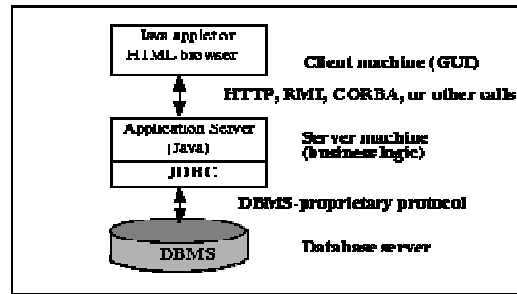 Java applet or
HTML browser
Client machine (GUI)
HTTP, RMI, CORBA, or other calls
Application Server
(Java)
Server machine
(business logic)
JDBC
DBMS-proprietary protocol
DBMS
Database server